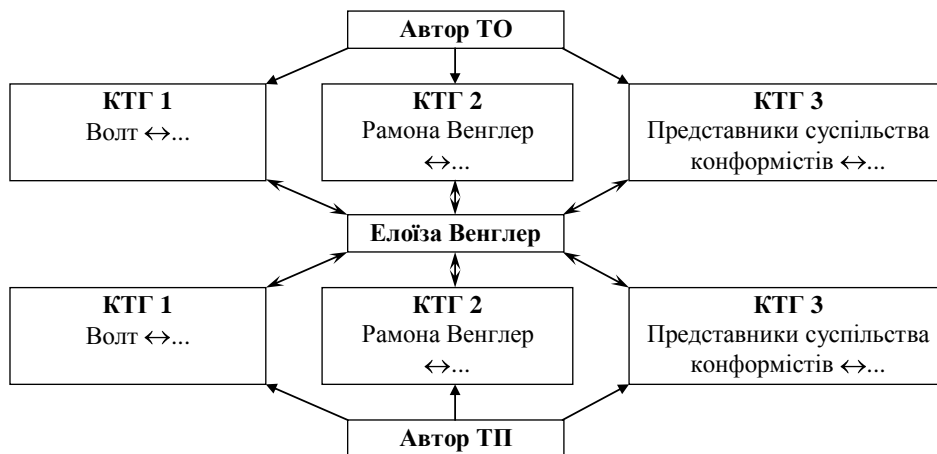 Автор ТО
КТГ 1
Волт ↔...
КТГ 2
Рамона Венглер
↔...
КТГ 3
Представники суспільства
конформістів ↔...
Елоїза Венглер
КТГ 1
Волт ↔...
КТГ 2
Рамона Венглер
↔...
КТГ 3
Представники суспільства
конформістів ↔...
Автор ТП